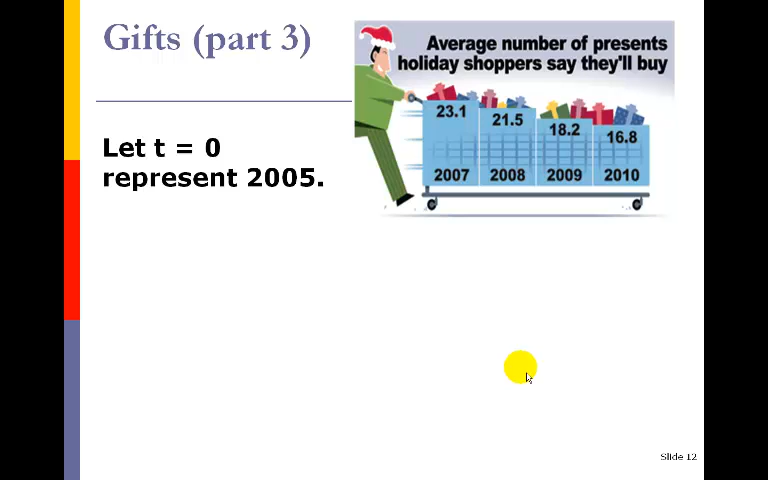 Gifts (part 3)
Average number of presents
holiday shoppers say they'll buy
23.1
21.5
18.2
16.8
2007
2008
2009
2010
Let t = 0
represent 2005.
Slide 12